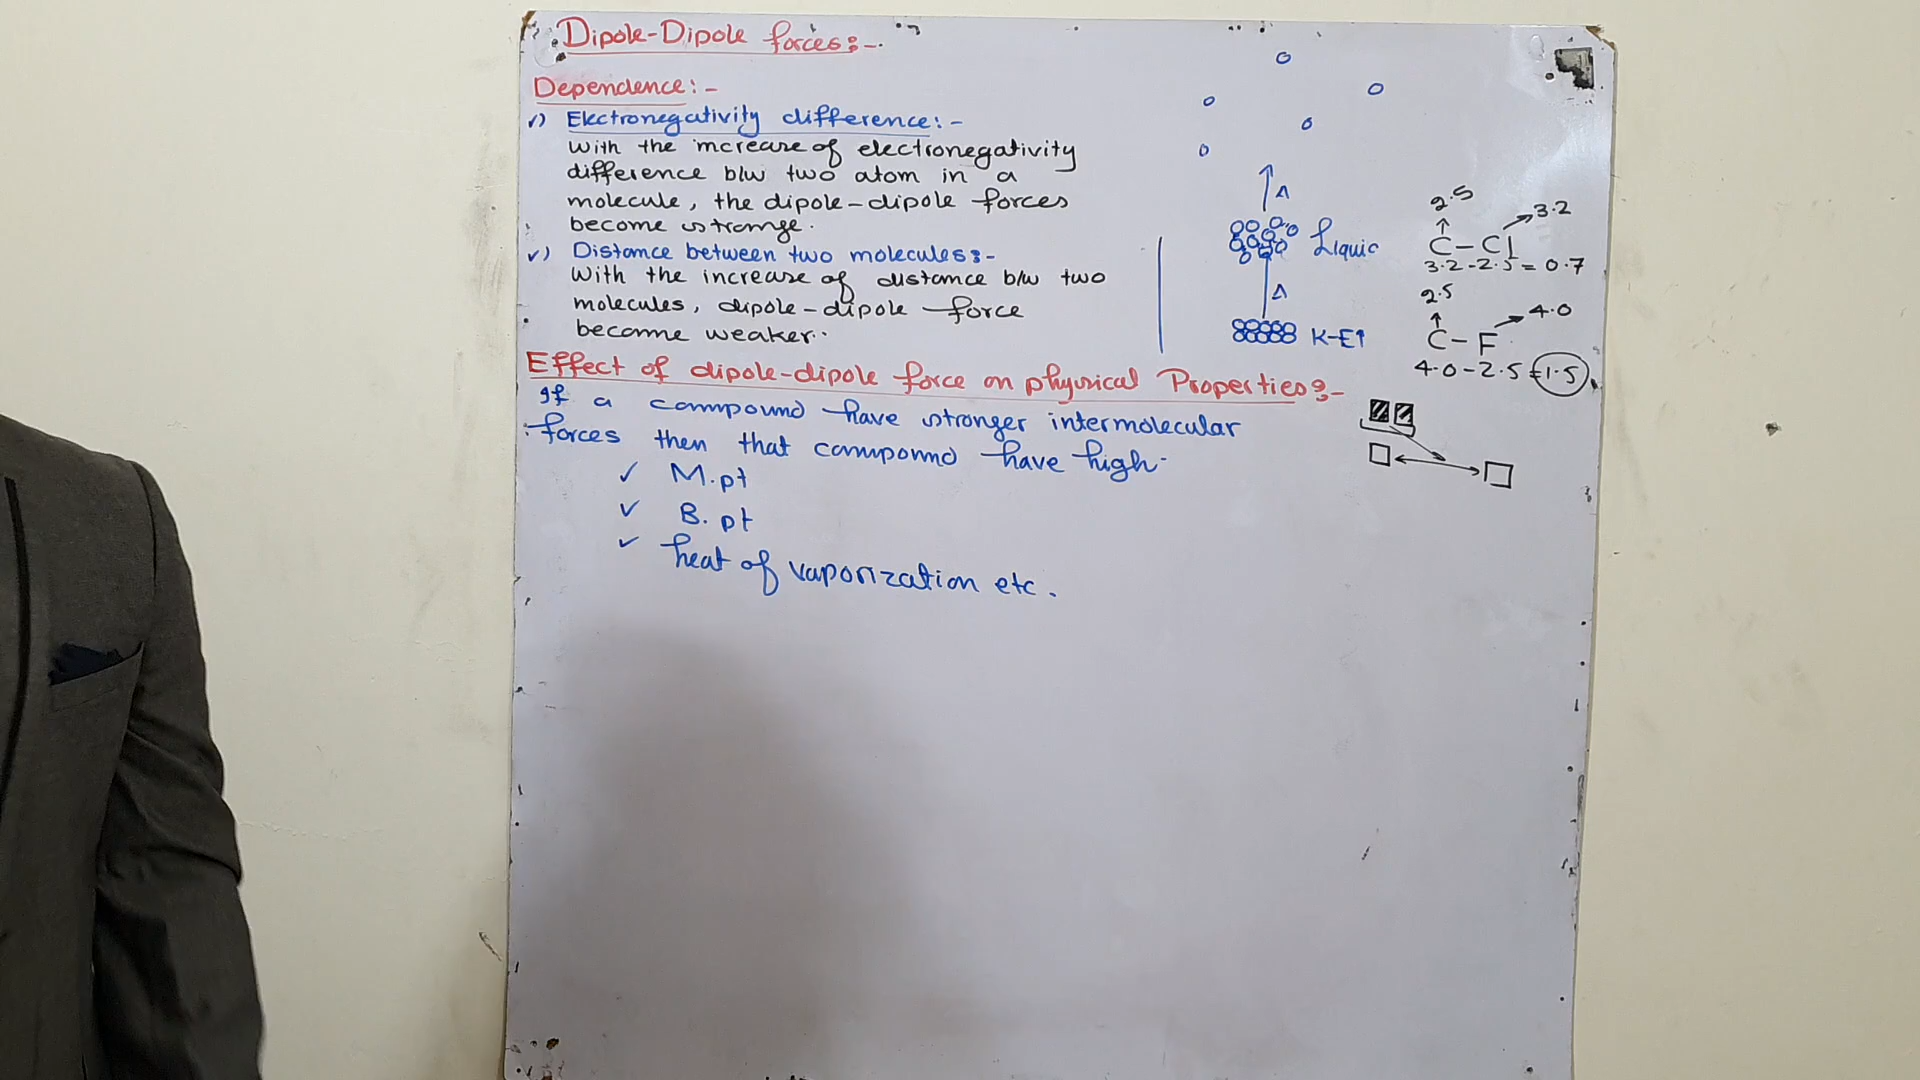 Dipole-Dipole forces:-
Dependence:-
Electronegativity difference:-
With the increase of electronegativity
difference b/w two atom in a
molecule, the dipole-dipole forces
become stronge.
Distance between two molecules:-
With the increase of distance b/w two
molecules, dipole-dipole force
become weaker.
Effect of dipole-dipole force on physical Properties:-
If a compound have stronger intermolecular
forces then that compound have high
✓ M.pt
✓ B.pt
✓ heat of vaporization etc.
Δ
Liquid
Δ
K-E↑
2.5
3.2
C-Cl
3.2-2.5=0.7
2.5
4.0
C-F
4.0-2.5=1.5